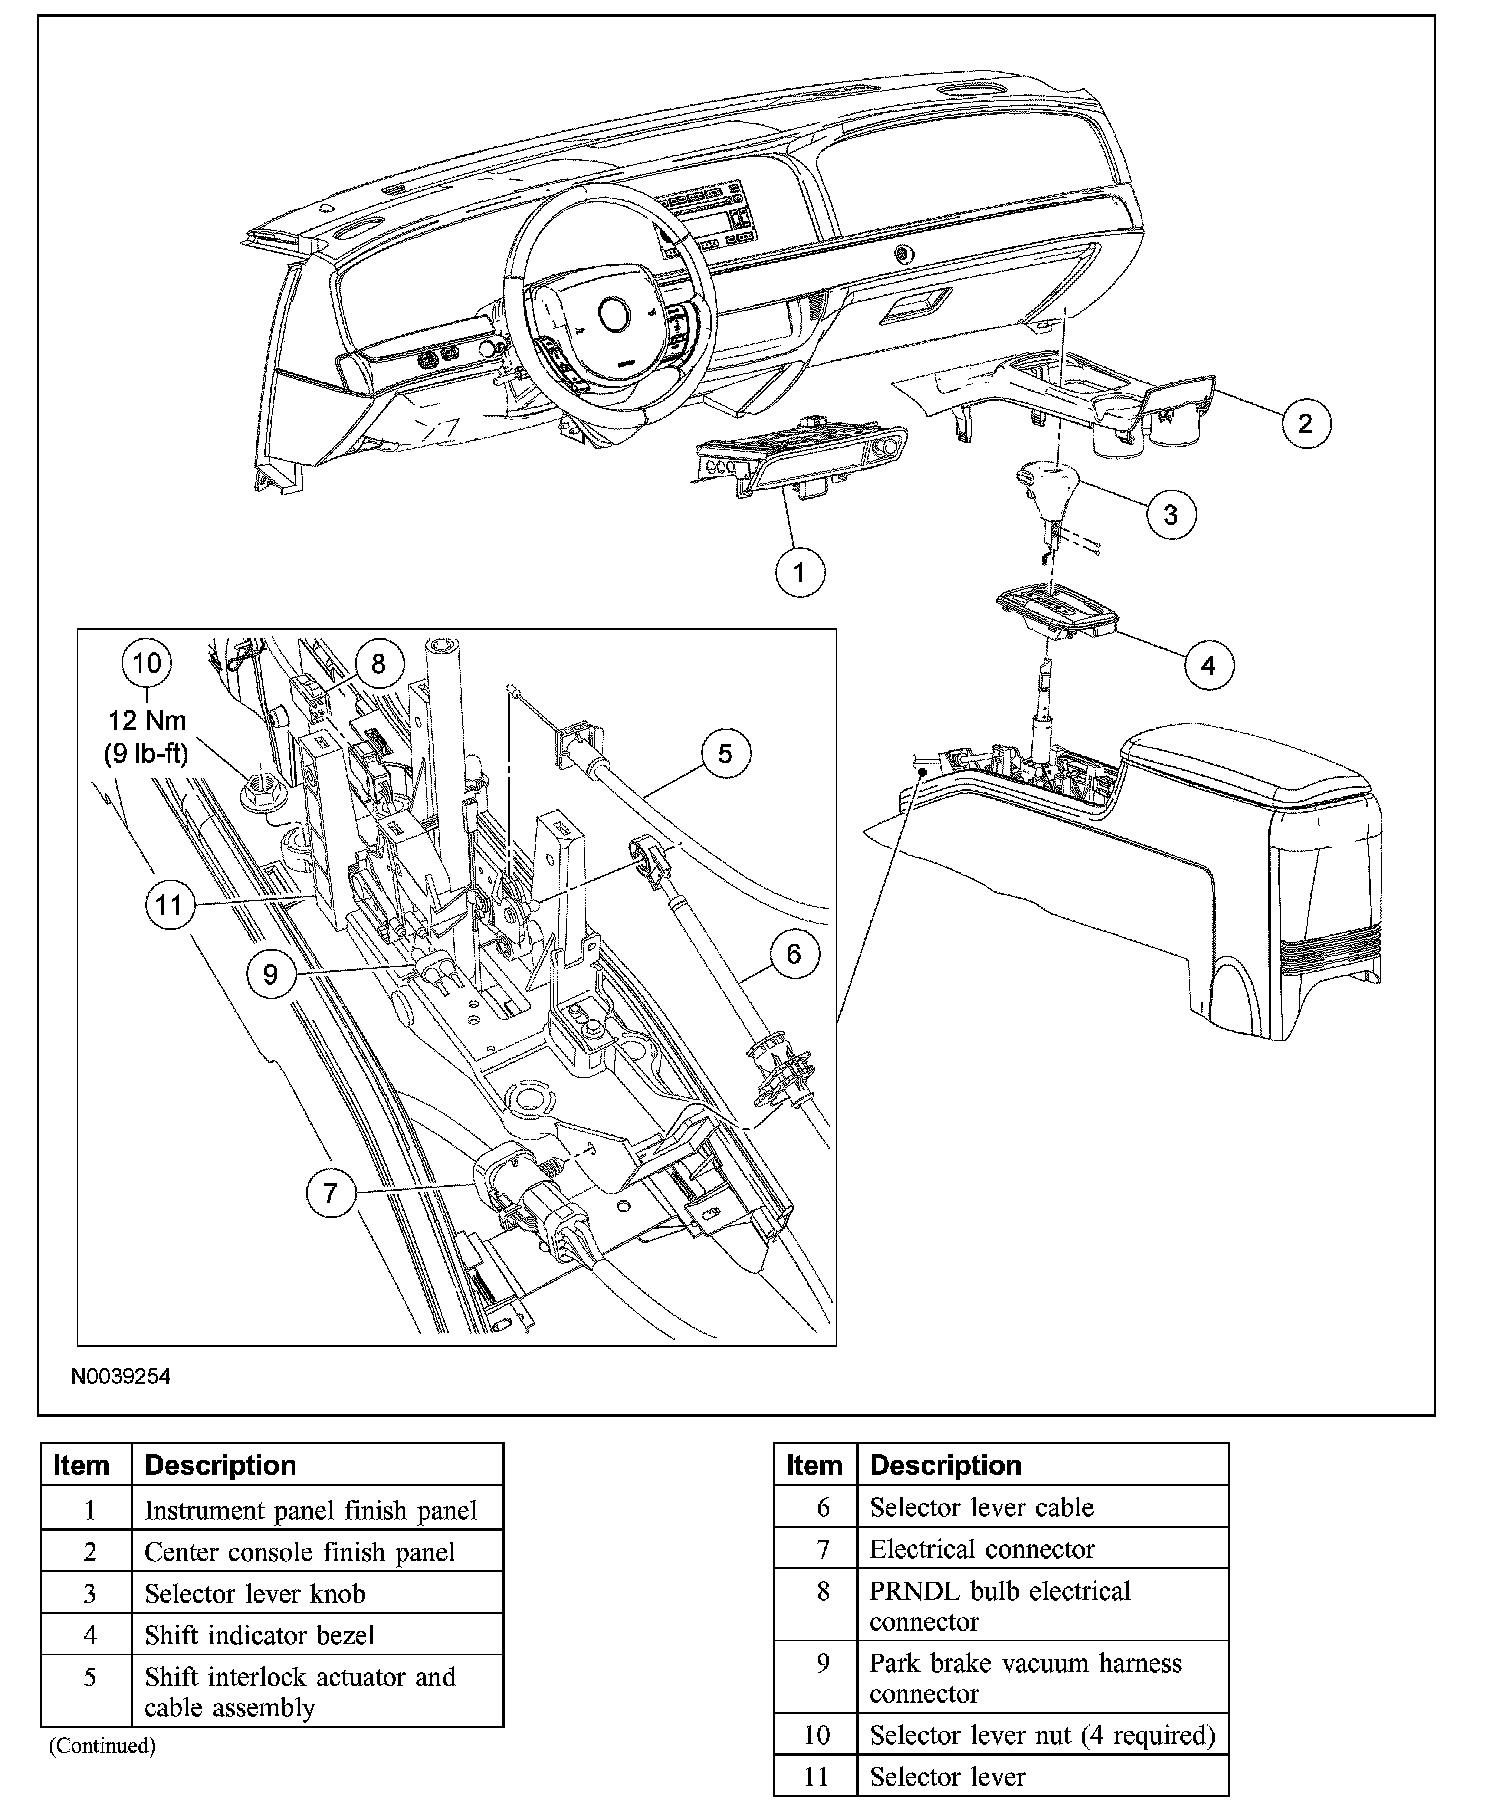 2
3
1
4
10
8
12 Nm
(9 lb-ft)
5
11
9
6
7
N0039254
Item Description
1 Instrument panel finish panel
2 Center console finish panel
3 Selector lever knob
4 Shift indicator bezel
5 Shift interlock actuator and
cable assembly
(Continued)
Item Description
6 Selector lever cable
7 Electrical connector
8 PRNDL bulb electrical
connector
9 Park brake vacuum harness
connector
10 Selector lever nut (4 required)
11 Selector lever